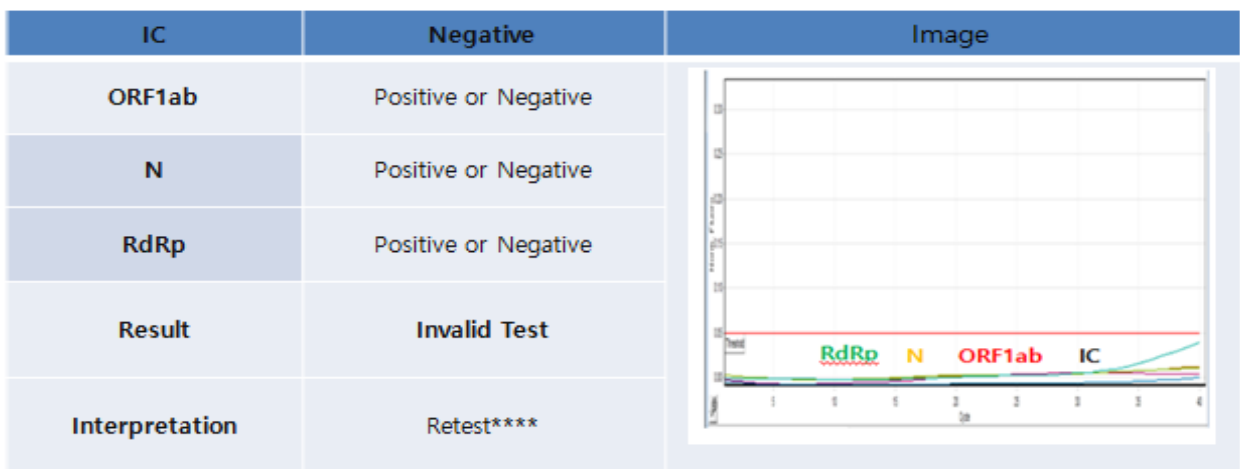 IC Negative Image
ORF1ab Positive or Negative
N Positive or Negative
RdRp Positive or Negative
Result Invalid Test
Interpretation Retest****
RdRp N ORF1ab IC